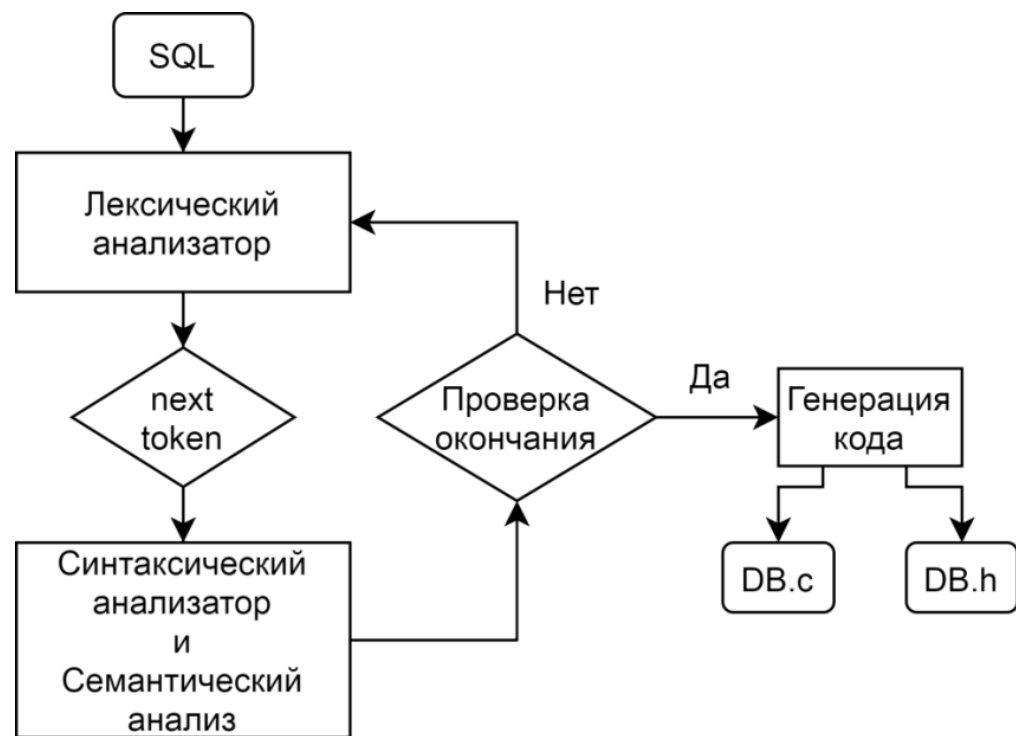 SQL
Лексический
анализатор
next
token
Синтаксический
анализатор
и
Семантический
анализ
Нет
Проверка
окончания
Да
Генерация
кода
DB.c
DB.h